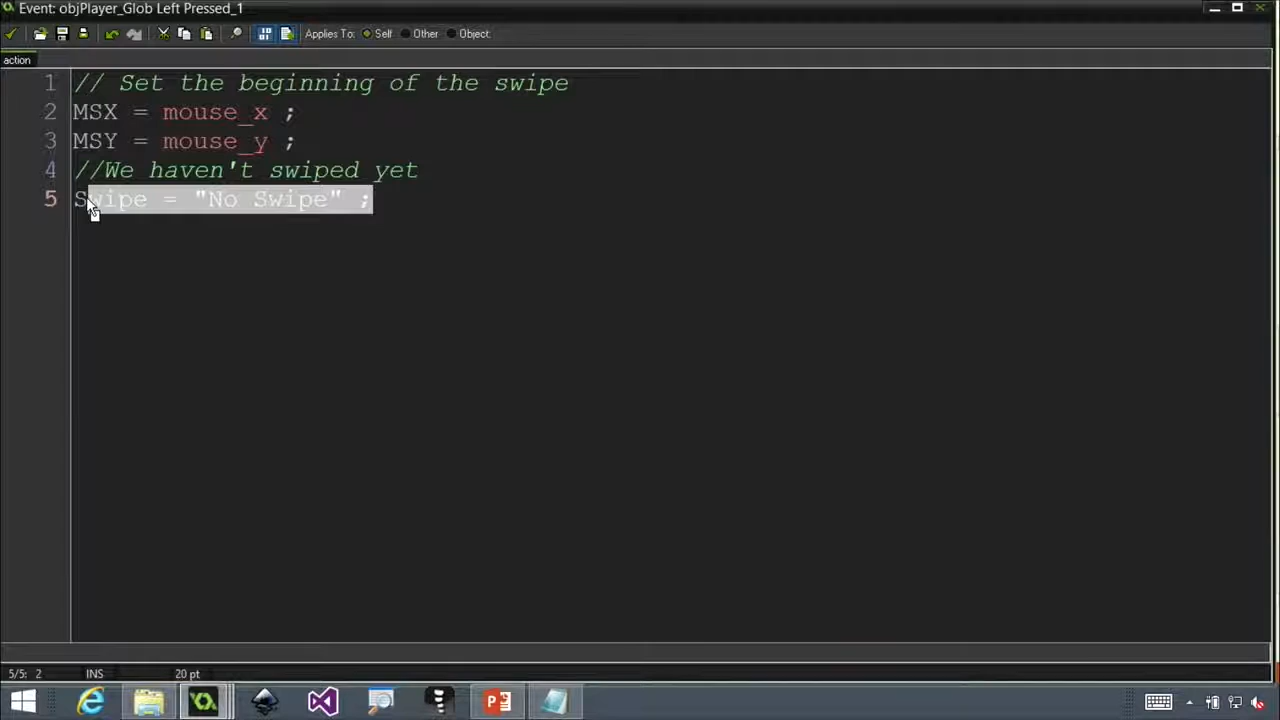 Event: objPlayer_Glob Left Pressed_1
Applies To: Self Other Object
action
1 // Set the beginning of the swipe
2 MSX = mouse_x ;
3 MSY = mouse_y ;
4 //We haven't swiped yet
5 Swipe = "No Swipe" ;
5/5: 2 INS 20 pt